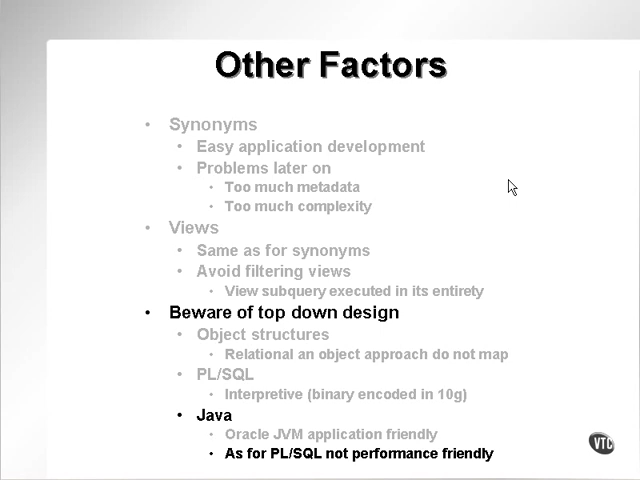 Other Factors
• Synonyms
• Easy application development
• Problems later on
• Too much metadata
• Too much complexity
• Views
• Same as for synonyms
• Avoid filtering views
• View subquery executed in its entirety
• Beware of top down design
• Object structures
• Relational an object approach do not map
• PL/SQL
• Interpretive (binary encoded in 10g)
• Java
• Oracle JVM application friendly
• As for PL/SQL not performance friendly
VTC